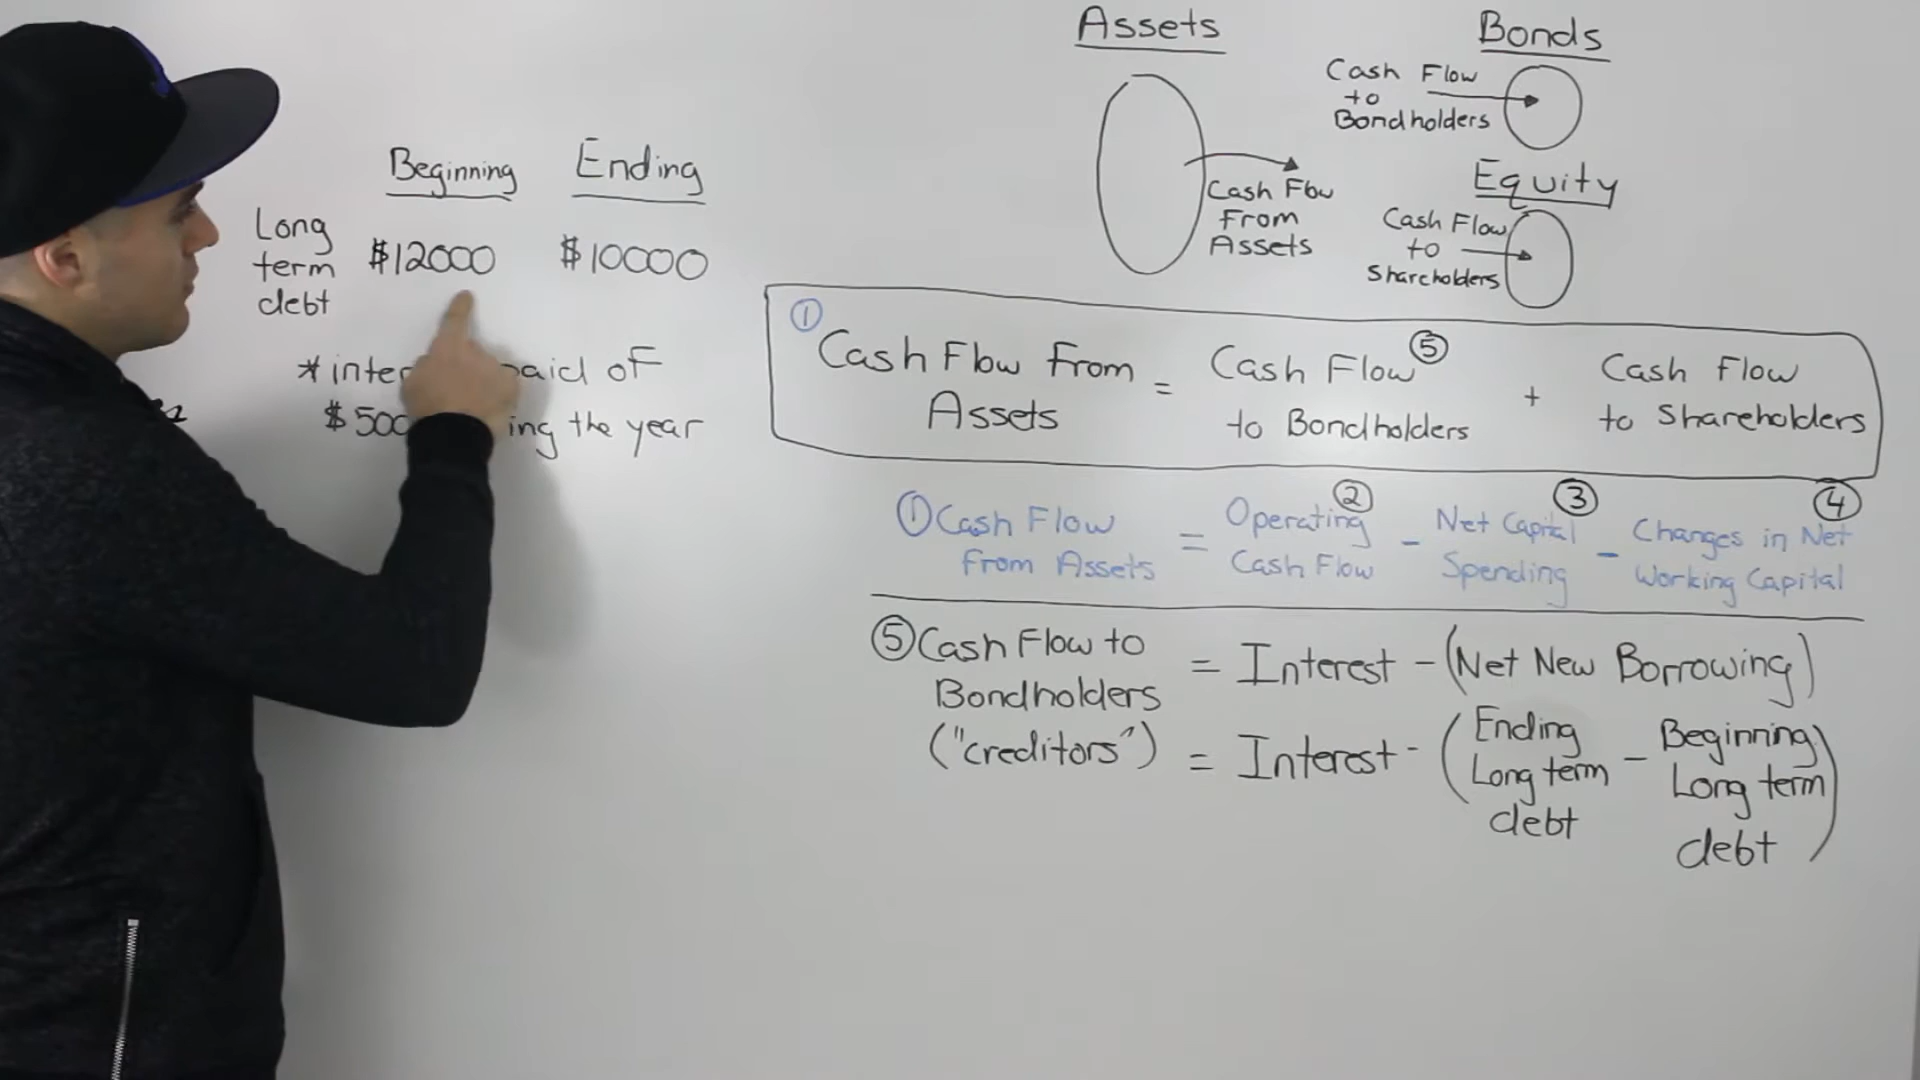 Beginning Ending
Long
term
debt
$12000 $10000
* paid of
the year
Assets
Cash Flow
From
Assets
Bonds
Cash Flow
to
Bondholders
Equity
Cash Flow
to
Shareholders
① Cash Flow From
Assets
= Cash Flow ⑤
to Bondholders
+ Cash Flow
to Shareholders
① Cash Flow
From Assets
= Operating ②
Cash Flow
- Net Capital ③
Spending
- Changes in Net ④
Working Capital
⑤ Cash Flow to
Bondholders
("creditors")
= Interest - (Net New Borrowing)
= Interest - (Ending
Long term
debt
- Beginning
Long term
debt)